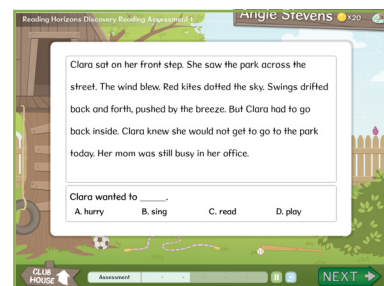 Reading Horizons Discovery Reading Assessment 1
Angie Stevens
x20
Clara sat on her front step. She saw the park across the
street. The wind blew. Red kites dotted the sky. Swings drifted
back and forth, pushed by the breeze. But Clara had to go
back inside. Clara knew she would not get to go to the park
today. Her mom was still busy in her office.
Clara wanted to _____.
A. hurry B. sing C. read D. play
CLUB
HOUSE
Assessment
NEXT